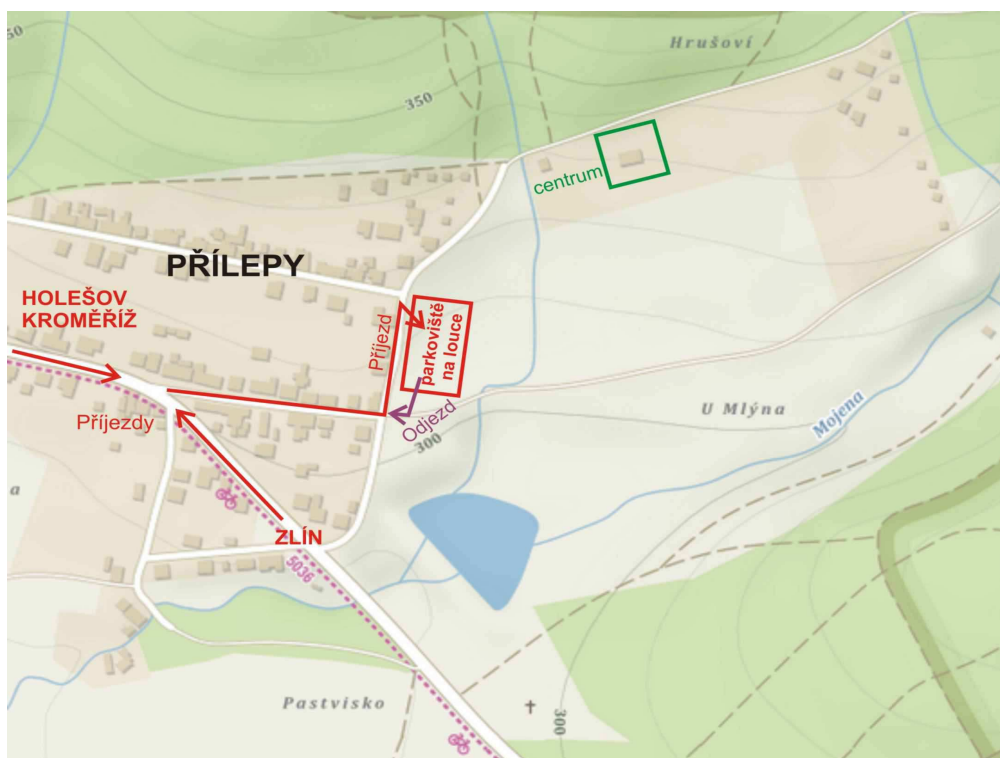 50
Hrušoví
350
centrum
PŘÍLEPY
HOLEŠOV
KROMĚŘÍŽ
Příjezd
parkoviště
na louce
Příjezdy
Odjezd
300
U Mlýna
Mojena
a
ZLÍN
5036
Pastvisko
300